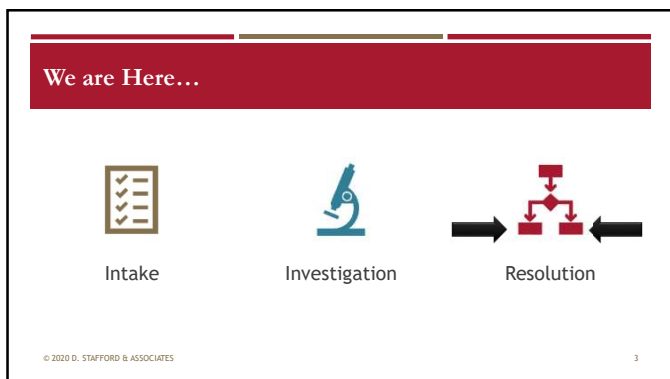 We are Here…
Intake
Investigation
Resolution
© 2020 D. STAFFORD & ASSOCIATES
3